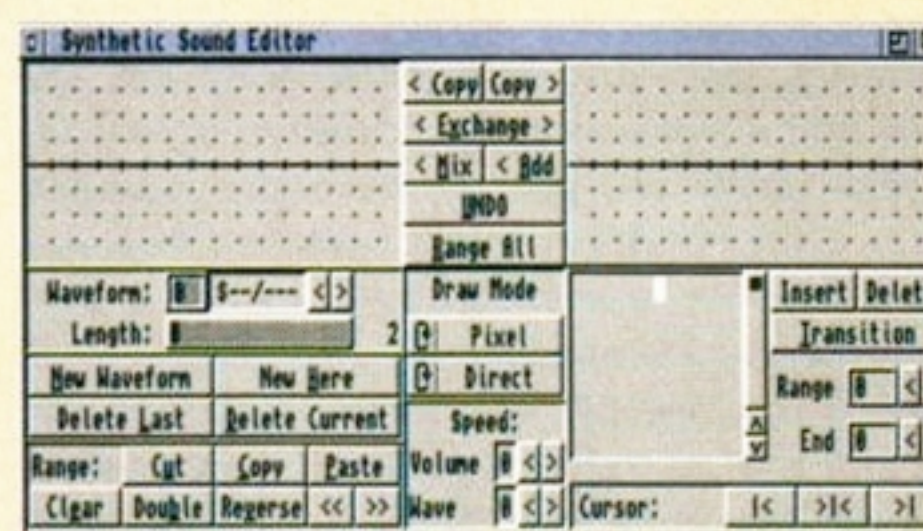 Synthetic Sound Editor
< Copy Copy >
< Exchange >
< Mix < Add
UNDO
Range All
Waveform: 0 $--/--- < >
Length: 0 2
New Waveform New Here
Delete Last Delete Current
Range: Cut Copy Paste
Clear Double Reverse << >>
Draw Mode
Pixel
Direct
Speed:
Volume 0 < >
Wave 0 < >
Insert Delet
Transition
Range 0 <
End 0 <
Cursor: |< >|< >|